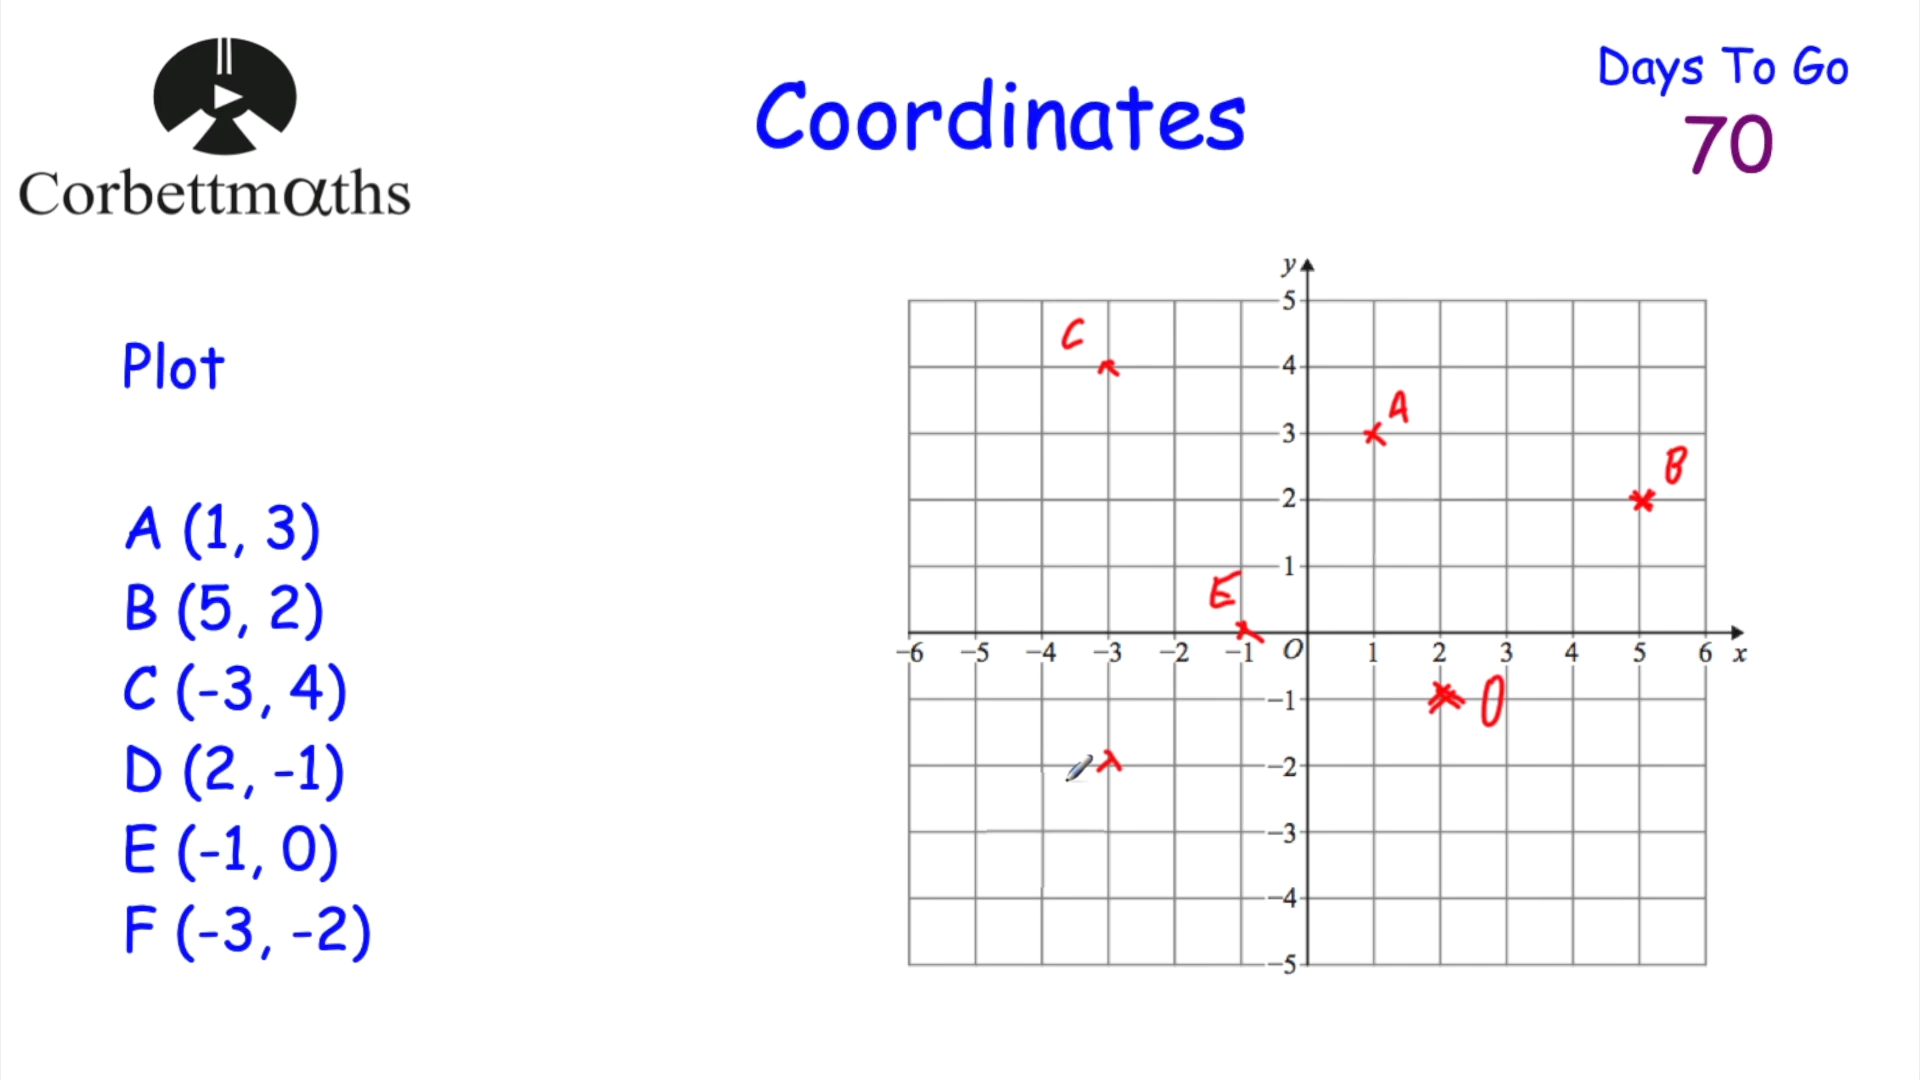 Corbettmαths
Coordinates
Days To Go
70
Plot
A (1, 3)
B (5, 2)
C (-3, 4)
D (2, -1)
E (-1, 0)
F (-3, -2)
y
5
C
4
A
3
B
2
1
E
−6 −5 −4 −3 −2 −1 O 1 2 3 4 5 6 x
−1
D
−2
−3
−4
−5